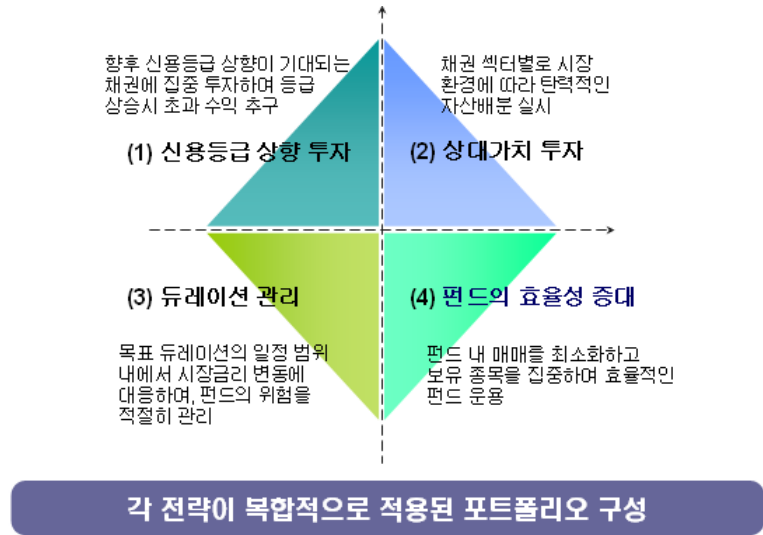 향후 신용등급 상향이 기대되는
채권에 집중 투자하며 등급
상승시 초과 수익 추구
(1) 신용등급 상향 투자
채권 섹터별로 시장
환경에 따라 탄력적인
자산배분 실시
(2) 상대가치 투자
(3) 듀레이션 관리
목표 듀레이션의 일정 범위
내에서 시장금리 변동에
대응하며, 펀드의 위험을
적절히 관리
(4) 펀드의 효율성 증대
펀드 내 매매를 최소화하고
보유 종목을 집중하며 효율적인
펀드 운용
각 전략이 복합적으로 적용된 포트폴리오 구성